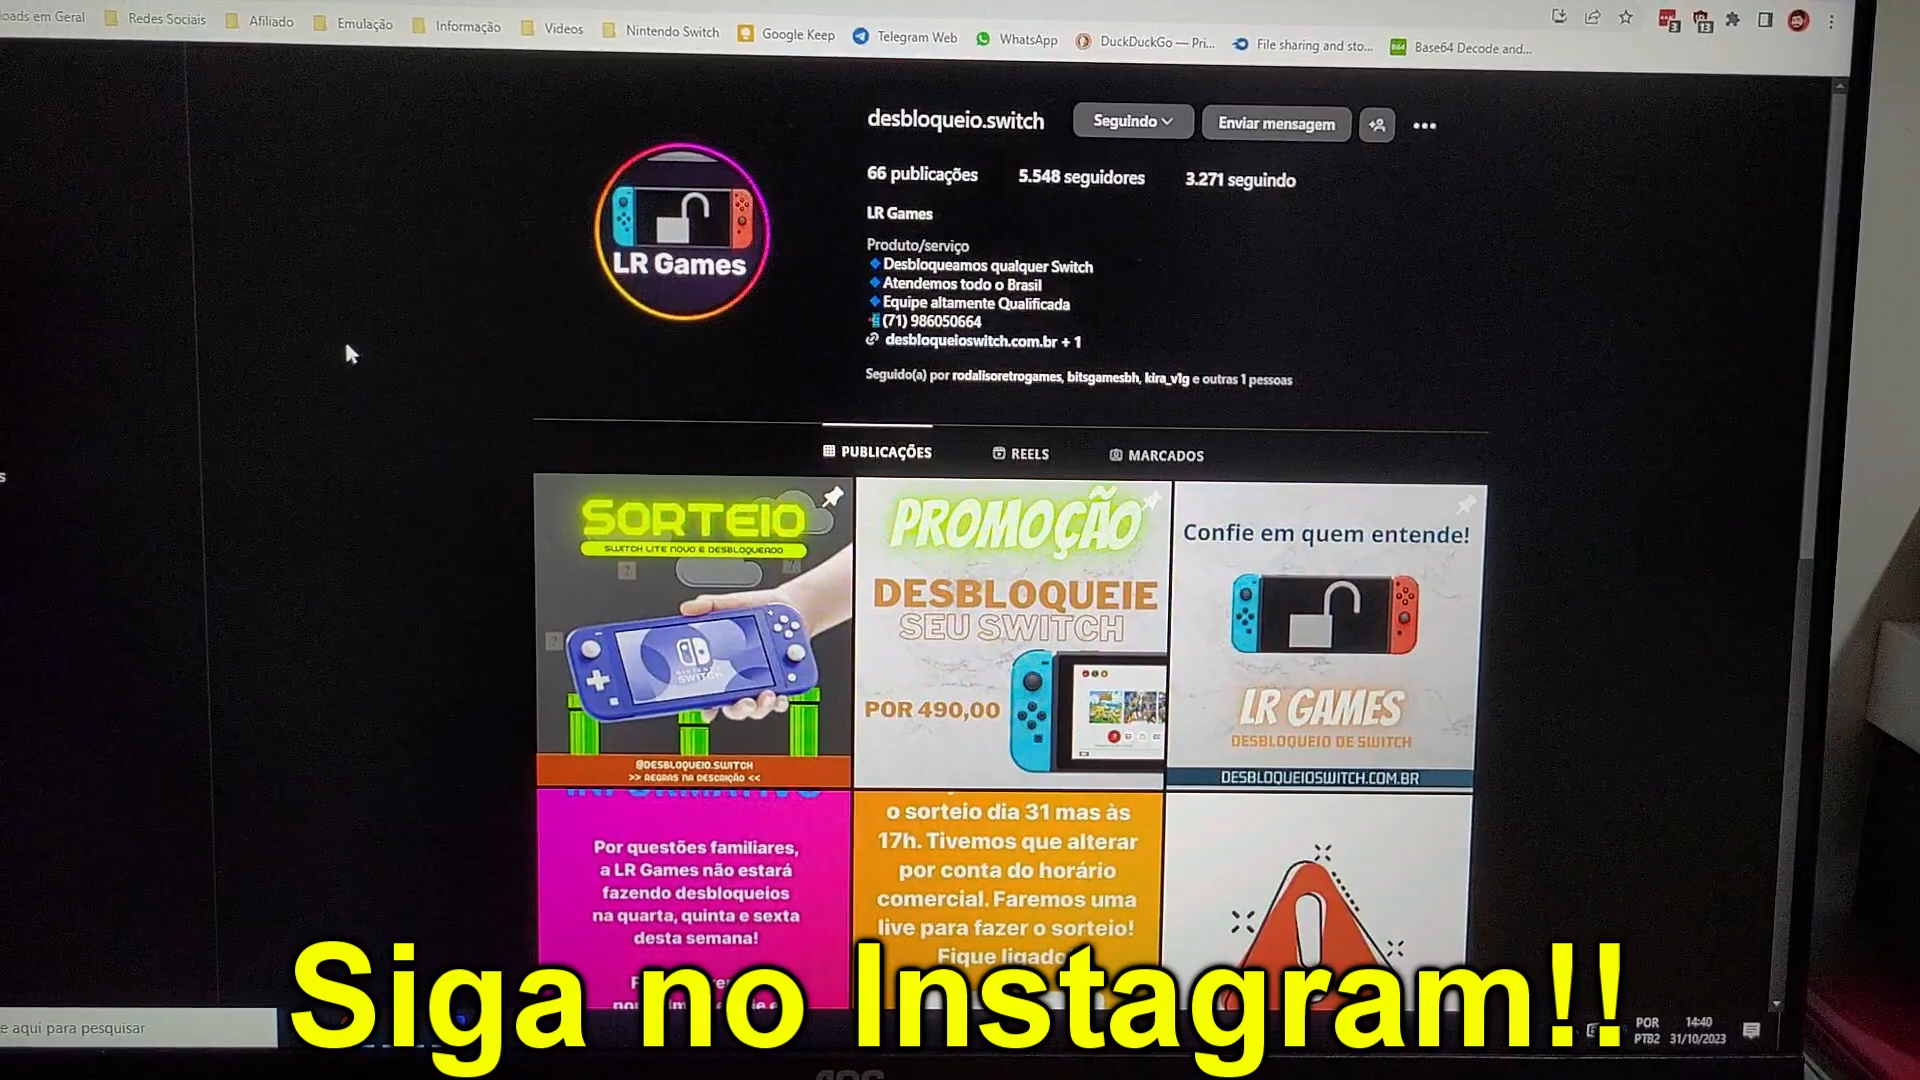 oads em Geral
Redes Sociais
Afiliado
Emulação
Informação
Videos
Nintendo Switch
Google Keep
Telegram Web
WhatsApp
DuckDuckGo — Pri...
File sharing and sto...
Base64 Decode and...
3
13
desbloqueio.switch
Seguindo
Enviar mensagem
66 publicações
5.548 seguidores
3.271 seguindo
LR Games
LR Games
Produto/serviço
Desbloqueamos qualquer Switch
Atendemos todo o Brasil
Equipe altamente Qualificada
(71) 986050664
desbloqueioswitch.com.br + 1
Seguido(a) por rodalisoretrogames, bitsgamesbh, kira_v1g e outras 1 pessoas
PUBLICAÇÕES
REELS
MARCADOS
SORTEIO
SWITCH LITE NOVO E DESBLOQUEADO
SWITCH
@DESBLOQUEIO.SWITCH
>> REGRAS NA DESCRIÇÃO <<
PROMOÇÃO
DESBLOQUEIE
SEU SWITCH
POR 490,00
Confie em quem entende!
LR GAMES
DESBLOQUEIO DE SWITCH
DESBLOQUEIOSWITCH.COM.BR
INFORMATIVO
Por questões familiares,
a LR Games não estará
fazendo desbloqueios
na quarta, quinta e sexta
desta semana!
o sorteio dia 31 mas às
17h. Tivemos que alterar
por conta do horário
comercial. Faremos uma
live para fazer o sorteio!
Fique ligado
Siga no Instagram!!
e aqui para pesquisar
POR
PTB2
14:40
31/10/2023